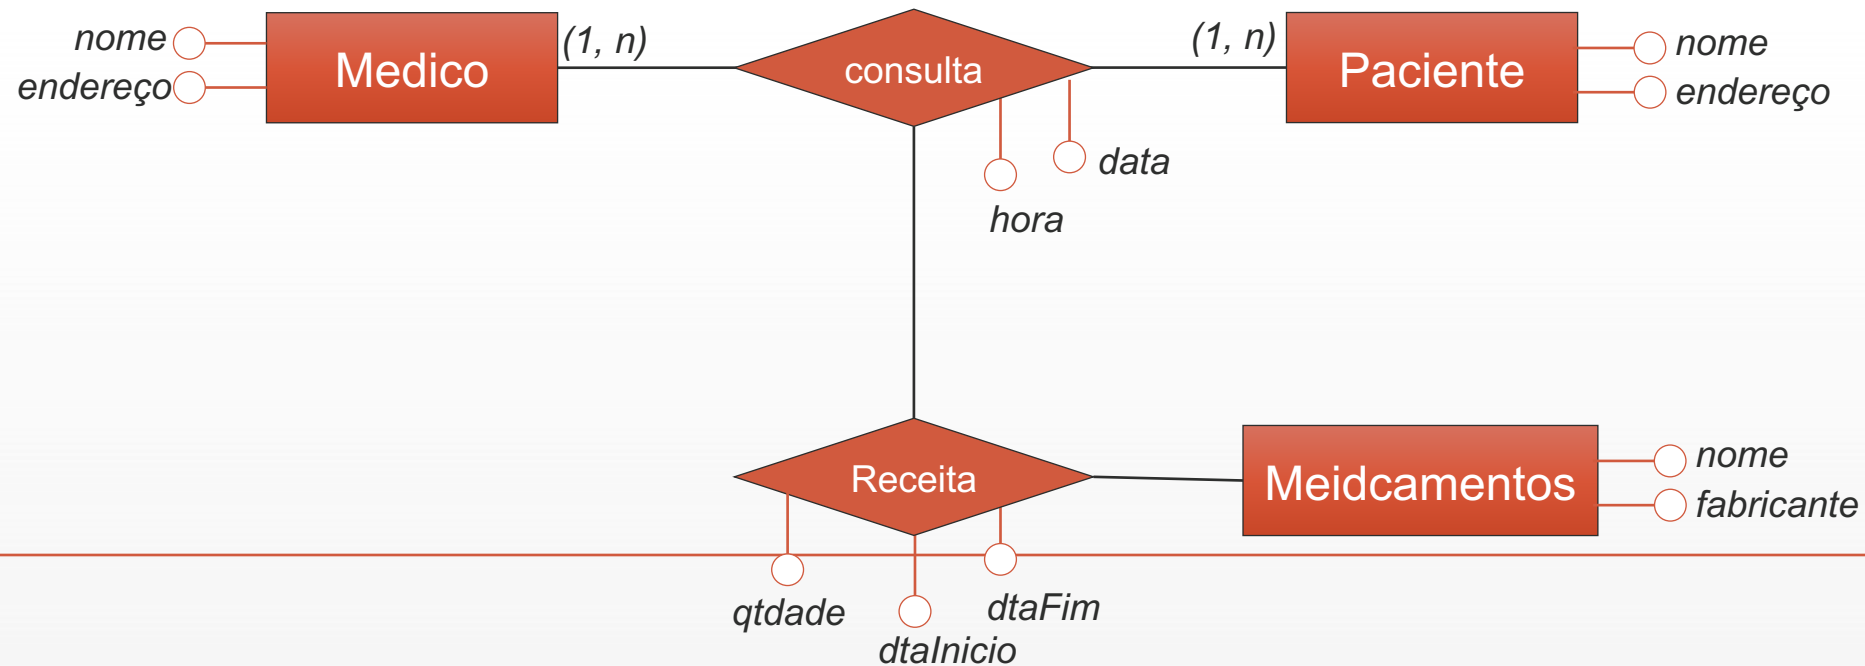 nome
endereço
Medico
(1, n)
consulta
(1, n)
Paciente
nome
endereço
data
hora
Receita
Meidcamentos
nome
fabricante
qtdade
dtaInicio
dtaFim